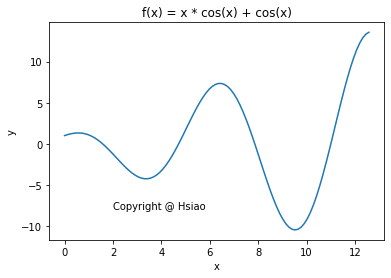 f(x) = x * cos(x) + cos(x)
y
10
5
0
−5
−10
Copyright @ Hsiao
0 2 4 6 8 10 12
x